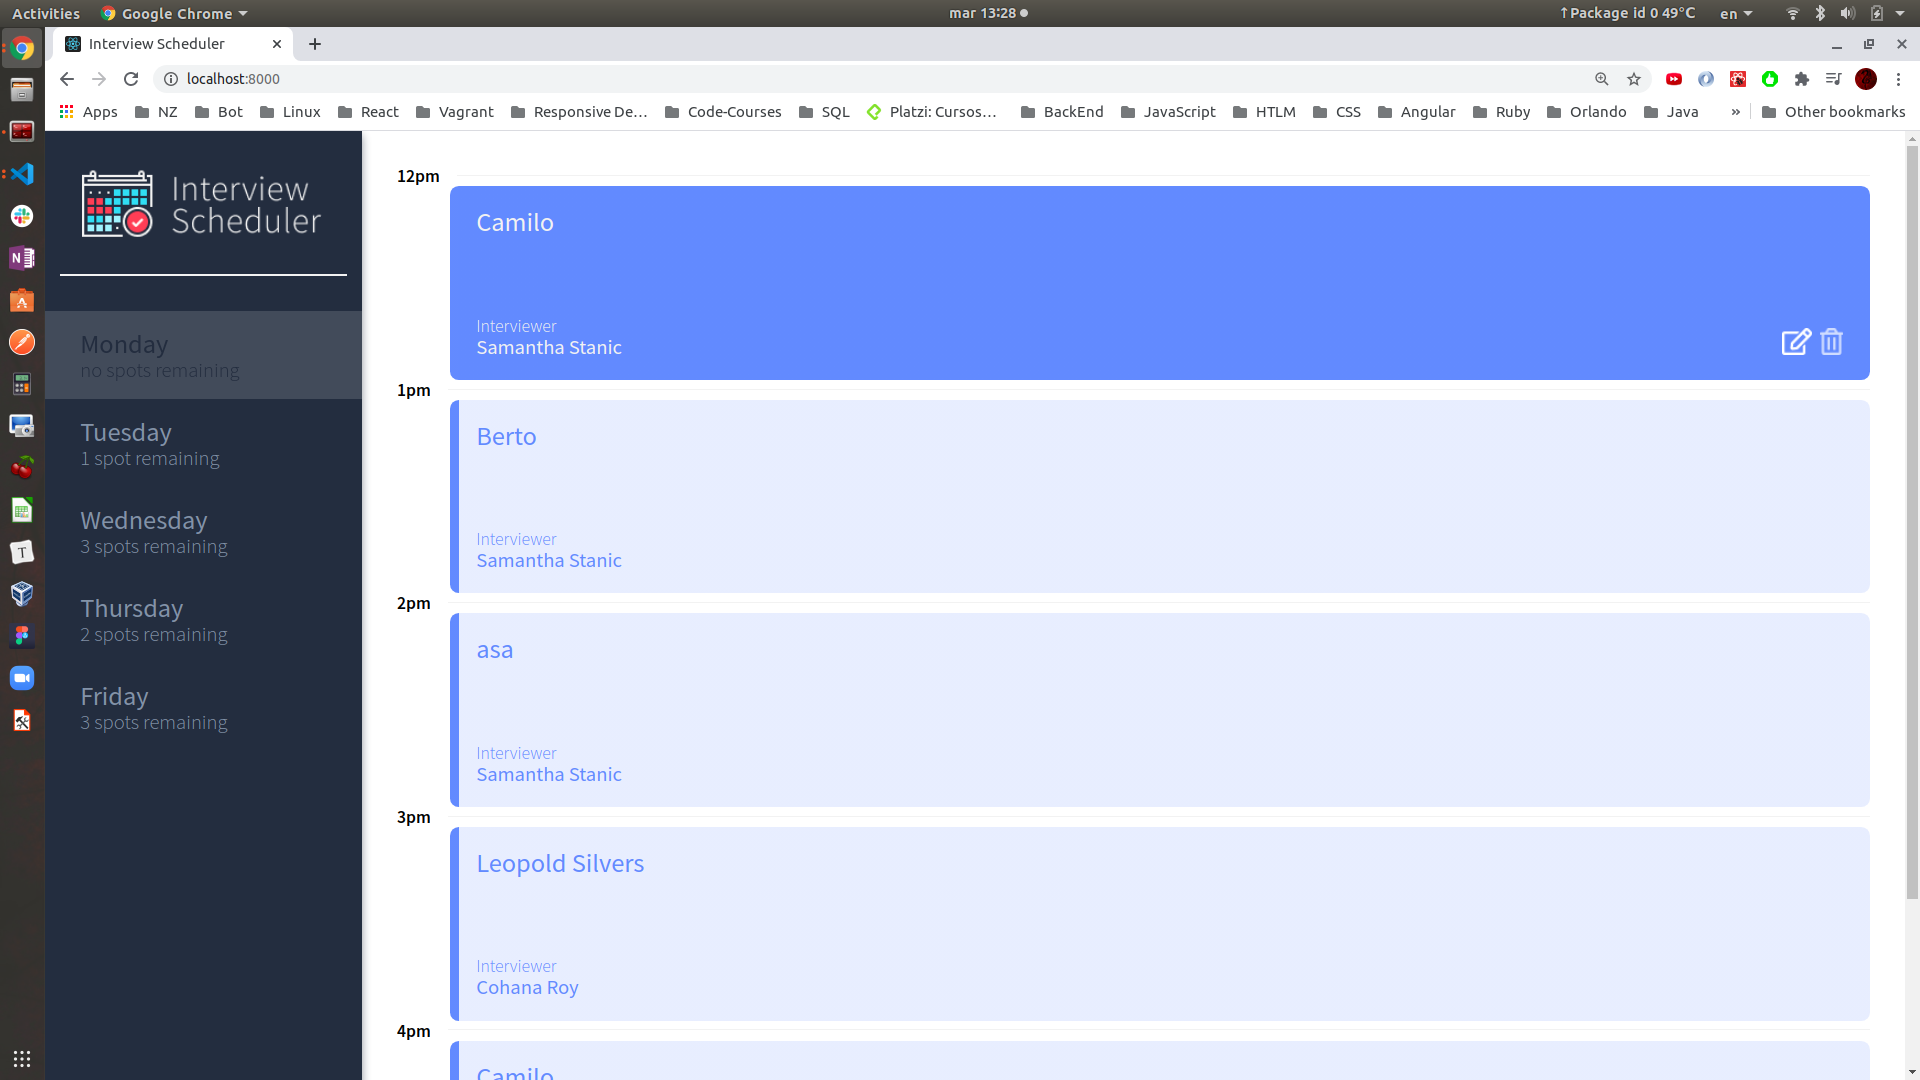 Activities Google Chrome mar 13:28 ↑Package id 0 49°C en
Interview Scheduler
localhost:8000
Apps NZ Bot Linux React Vagrant Responsive De… Code-Courses SQL Platzi: Cursos… BackEnd JavaScript HTLM CSS Angular Ruby Orlando Java » Other bookmarks
Interview
Scheduler
Monday
no spots remaining
Tuesday
1 spot remaining
Wednesday
3 spots remaining
Thursday
2 spots remaining
Friday
3 spots remaining
12pm
Camilo
Interviewer
Samantha Stanic
1pm
Berto
Interviewer
Samantha Stanic
2pm
asa
Interviewer
Samantha Stanic
3pm
Leopold Silvers
Interviewer
Cohana Roy
4pm
Camilo